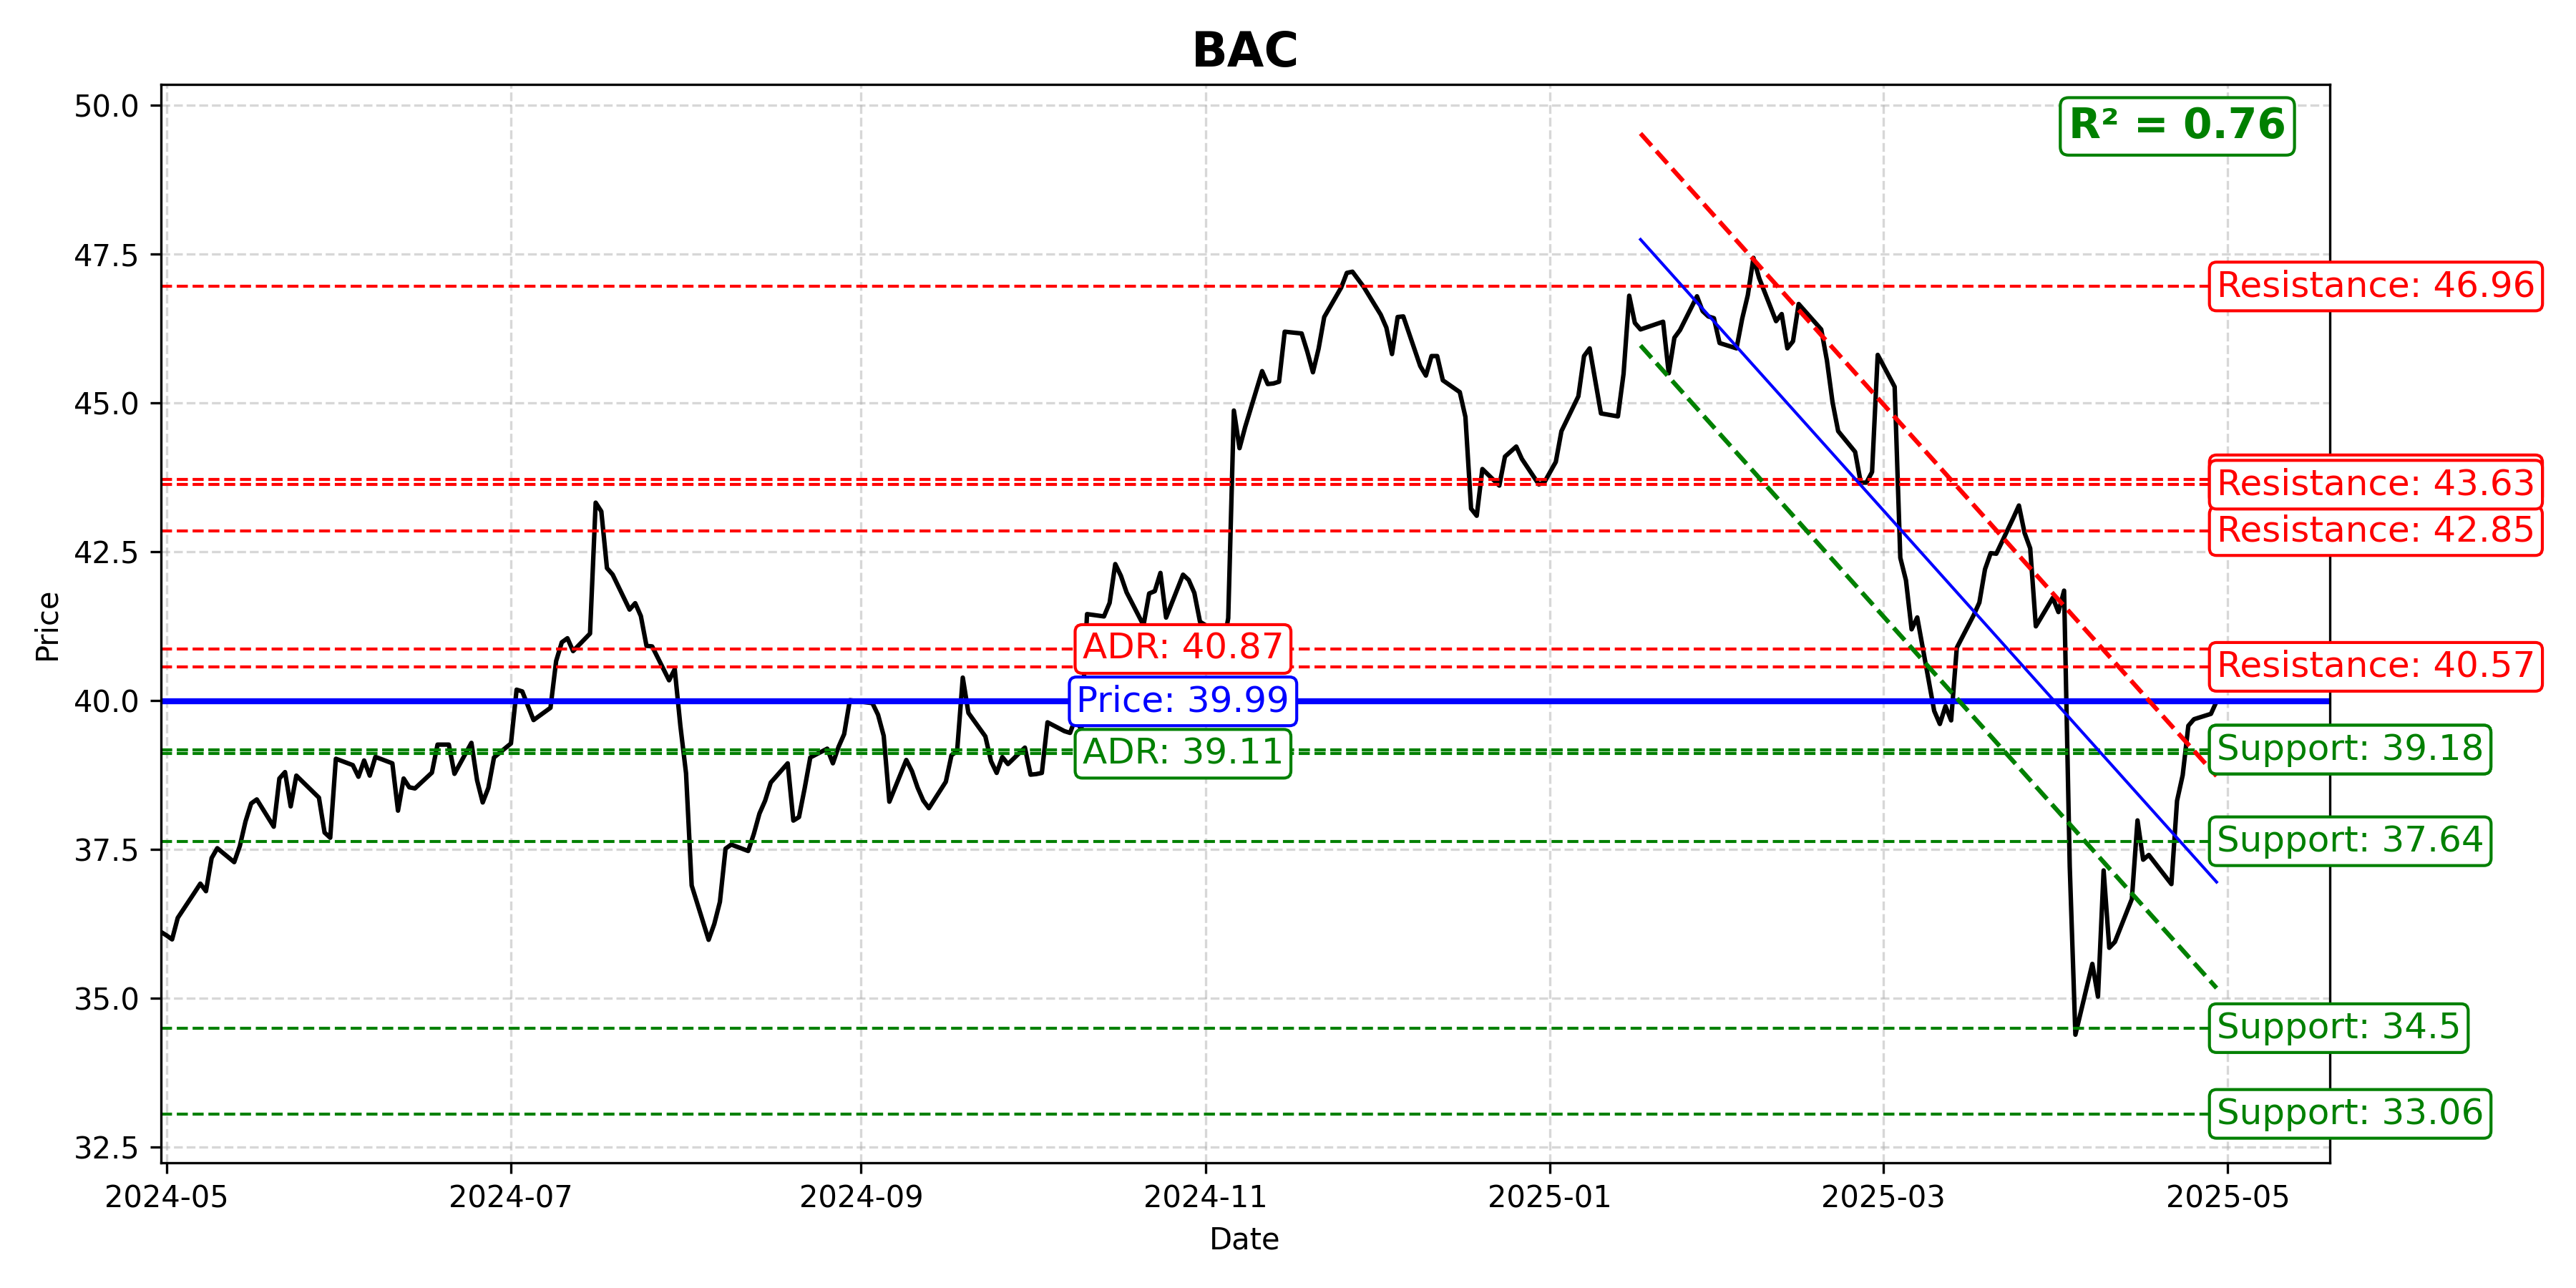 BAC
R² = 0.76
50.0
47.5
45.0
42.5
40.0
37.5
35.0
32.5
Price
Resistance: 46.96
Resistance: 43.63
Resistance: 42.85
ADR: 40.87
Resistance: 40.57
Price: 39.99
ADR: 39.11
Support: 39.18
Support: 37.64
Support: 34.5
Support: 33.06
2024-05
2024-07
2024-09
2024-11
2025-01
2025-03
2025-05
Date